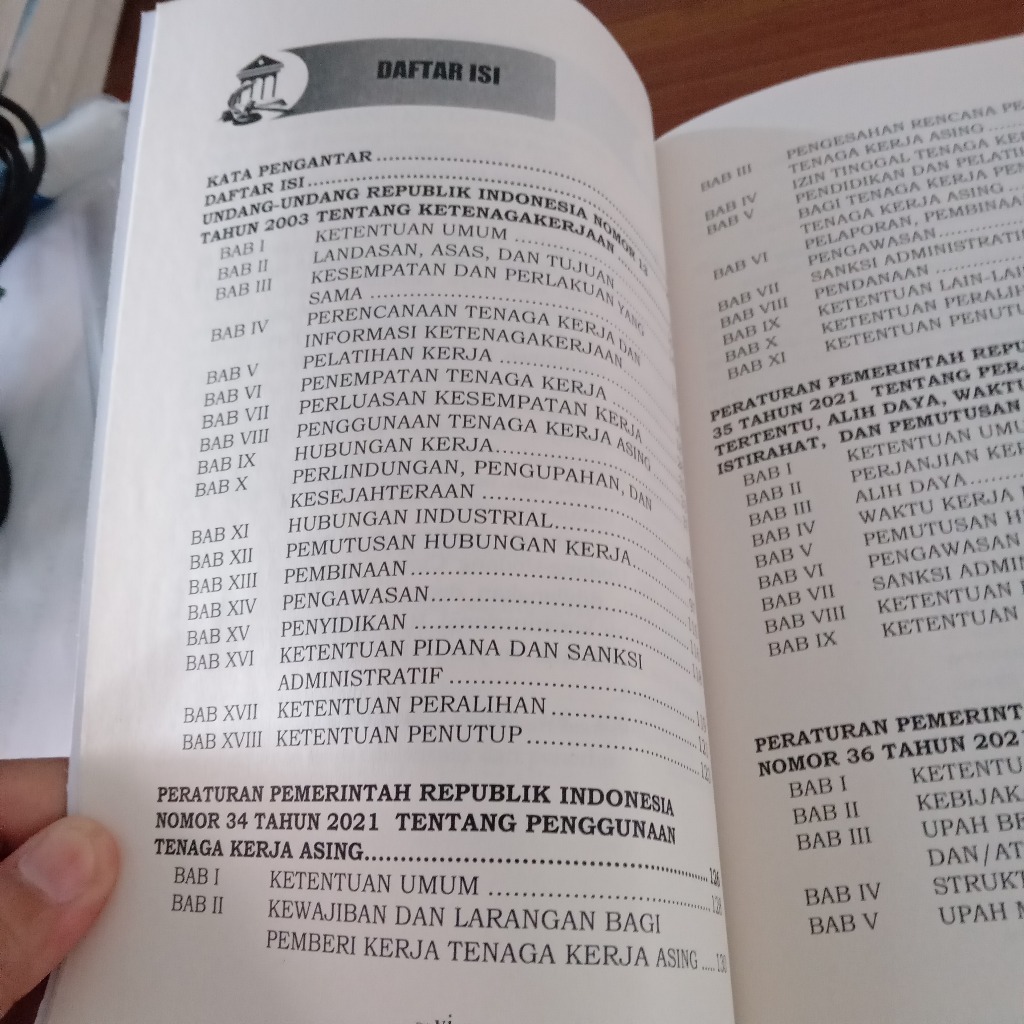 DAFTAR ISI
KATA PENGANTAR
DAFTAR ISI
UNDANG-UNDANG REPUBLIK INDONESIA NOMOR 13
TAHUN 2003 TENTANG KETENAGAKERJAAN
BAB I KETENTUAN UMUM
BAB II LANDASAN, ASAS, DAN TUJUAN
BAB III KESEMPATAN DAN PERLAKUAN YANG
SAMA
BAB IV PERENCANAAN TENAGA KERJA DAN
INFORMASI KETENAGAKERJAAN
BAB V PELATIHAN KERJA
BAB VI PENEMPATAN TENAGA KERJA
BAB VII PERLUASAN KESEMPATAN KERJA
BAB VIII PENGGUNAAN TENAGA KERJA ASING
BAB IX HUBUNGAN KERJA
BAB X PERLINDUNGAN, PENGUPAHAN, DAN
KESEJAHTERAAN
BAB XI HUBUNGAN INDUSTRIAL
BAB XII PEMUTUSAN HUBUNGAN KERJA
BAB XIII PEMBINAAN
BAB XIV PENGAWASAN
BAB XV PENYIDIKAN
BAB XVI KETENTUAN PIDANA DAN SANKSI
ADMINISTRATIF
BAB XVII KETENTUAN PERALIHAN
BAB XVIII KETENTUAN PENUTUP
PERATURAN PEMERINTAH REPUBLIK INDONESIA
NOMOR 34 TAHUN 2021 TENTANG PENGGUNAAN
TENAGA KERJA ASING 126
BAB I KETENTUAN UMUM 128
BAB II KEWAJIBAN DAN LARANGAN BAGI
PEMBERI KERJA TENAGA KERJA ASING 130
vi
PENGESAHAN RENCANA
BAB III TENAGA KERJA ASING
IZIN TINGGAL TENAGA
BAB IV PENDIDIKAN DAN
BAB V BAGI TENAGA KERJA
TENAGA KERJA ASING
PELAPORAN,
BAB VI PENGAWASAN
SANKSI
BAB VII PENDANAAN
BAB VIII KETENTUAN
BAB IX KETENTUAN
BAB X KETENTUAN
BAB XI
PERATURAN PEMERINTAH
35 TAHUN 2021 TENTANG
TERTENTU, ALIH DAYA, WAKTU
ISTIRAHAT, DAN PEMUTUSAN
BAB I KETENTUAN
BAB II PERJANJIAN
BAB III ALIH DAYA
BAB IV WAKTU KERJA
BAB V PEMUTUSAN
BAB VI PENGAWASAN
BAB VII SANKSI
BAB VIII KETENTUAN
BAB IX KETENTUAN
PERATURAN
NOMOR 36 TAHUN 2021
BAB I
BAB II
BAB III UPAH
DAN/
BAB IV
BAB V UPAH